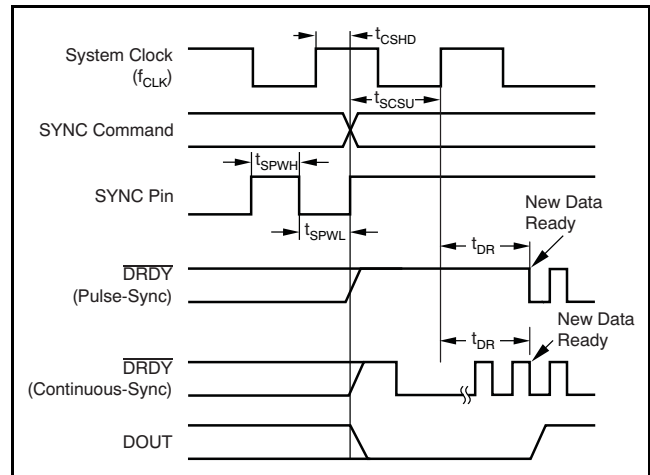 System Clock
(fCLK)
tCSHD
tSCSU
SYNC Command
tSPWH
SYNC Pin
tSPWL
New Data
Ready
tDR
DRDY
(Pulse-Sync)
New Data
Ready
tDR
DRDY
(Continuous-Sync)
DOUT